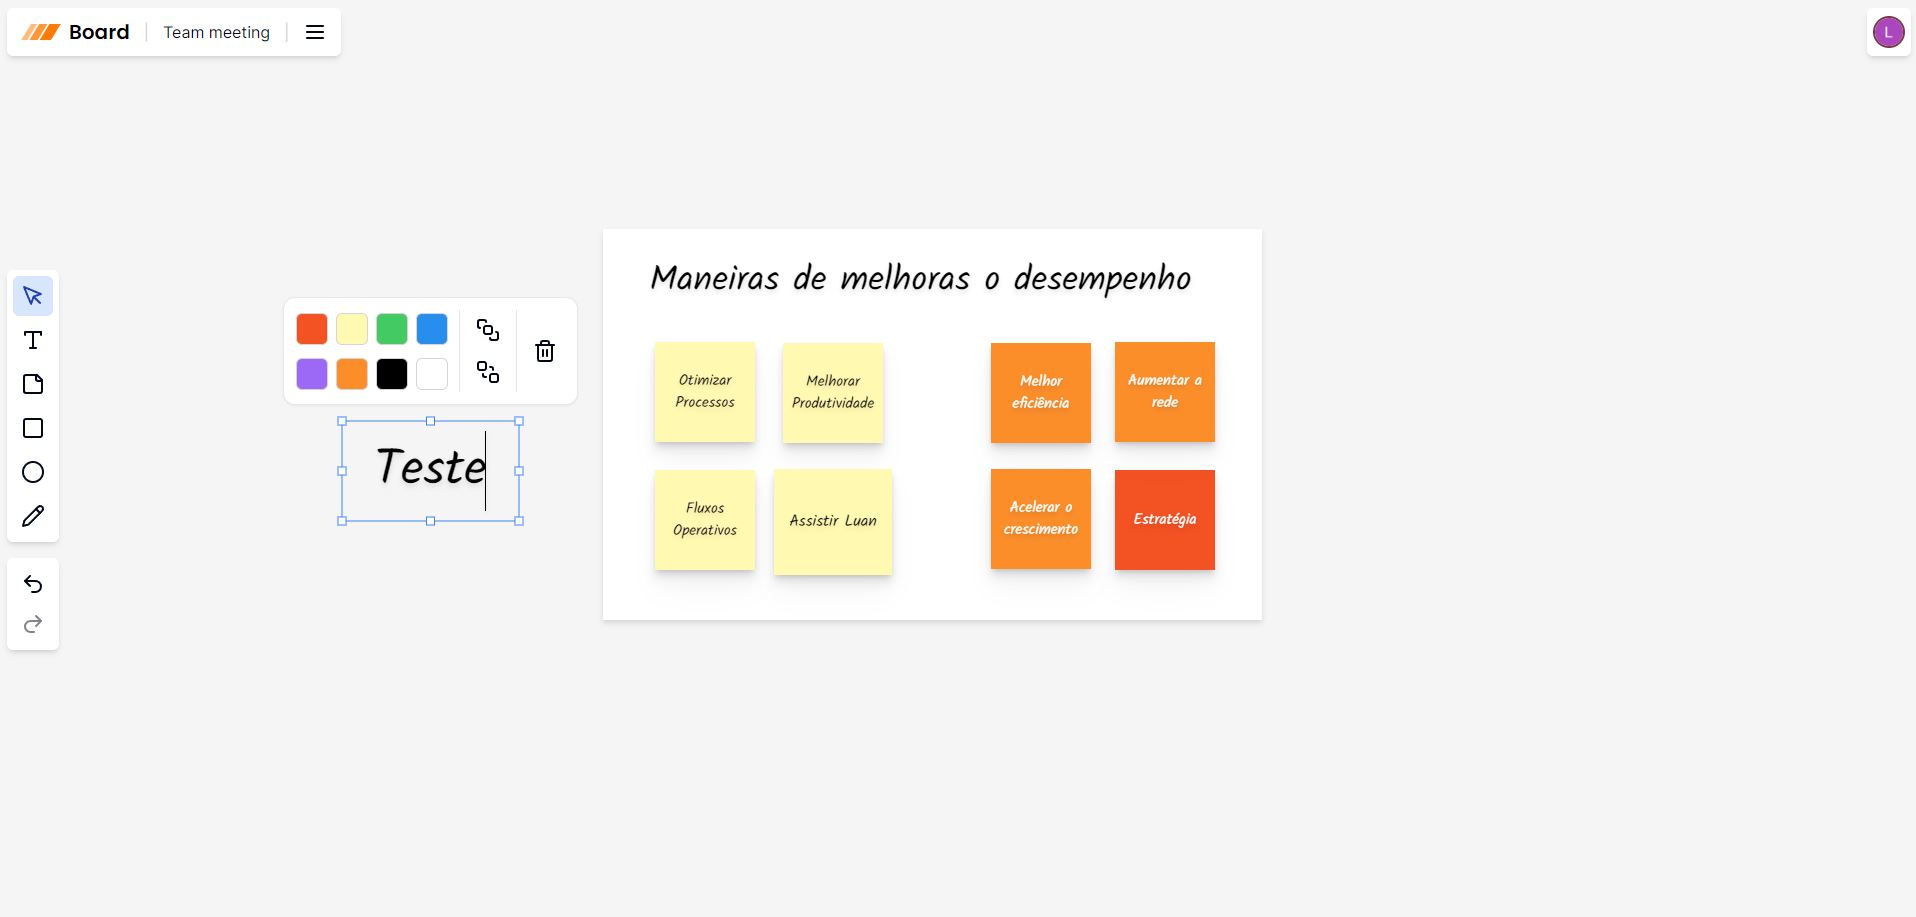 Board
Team meeting
L
Maneiras de melhoras o desempenho
Teste
Otimizar
Processos
Melhorar
Produtividade
Melhor
eficiência
Aumentar a
rede
Fluxos
Operativos
Assistir Luan
Acelerar o
crescimento
Estratégia